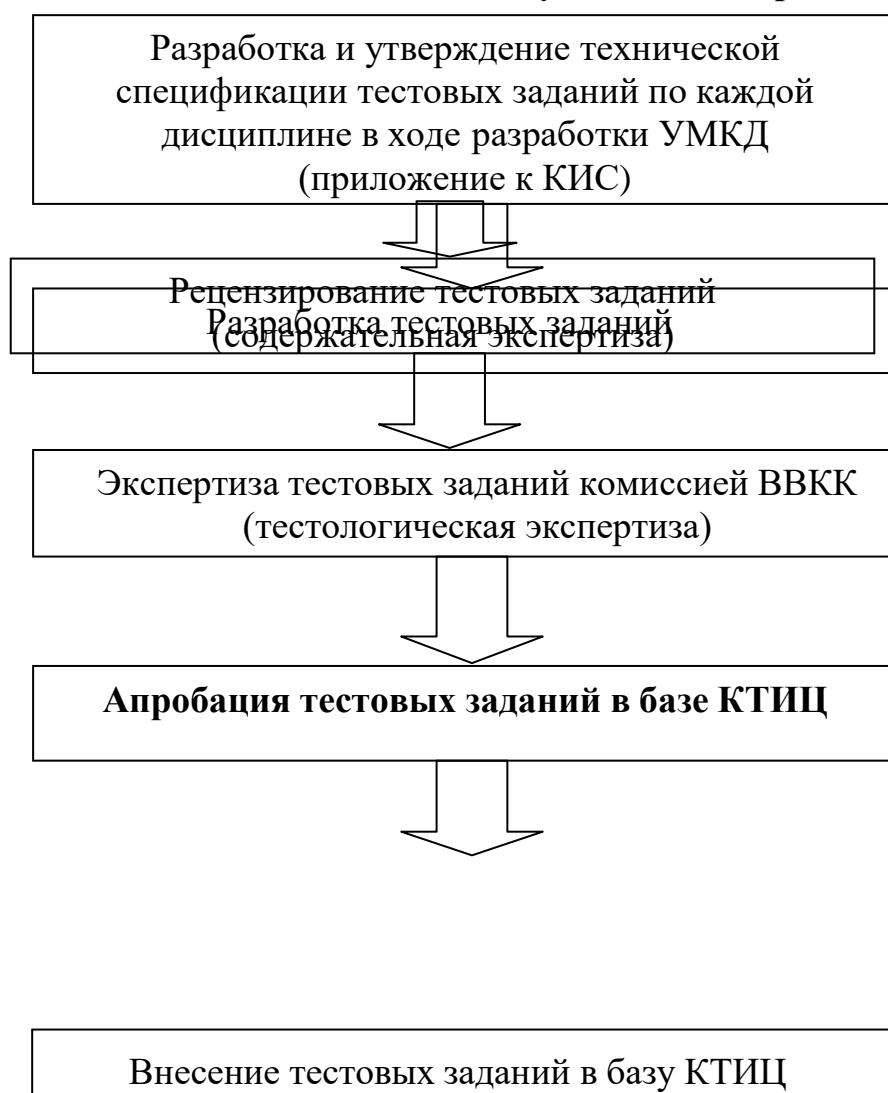 Разработка и утверждение технической
спецификации тестовых заданий по каждой
дисциплине в ходе разработки УМКД
(приложение к КИС)
Рецензирование тестовых заданий
Разработка тестовых заданий
(содержательная экспертиза)
Экспертиза тестовых заданий комиссией ВВКК
(тестологическая экспертиза)
Апробация тестовых заданий в базе КТИЦ
Внесение тестовых заданий в базу КТИЦ